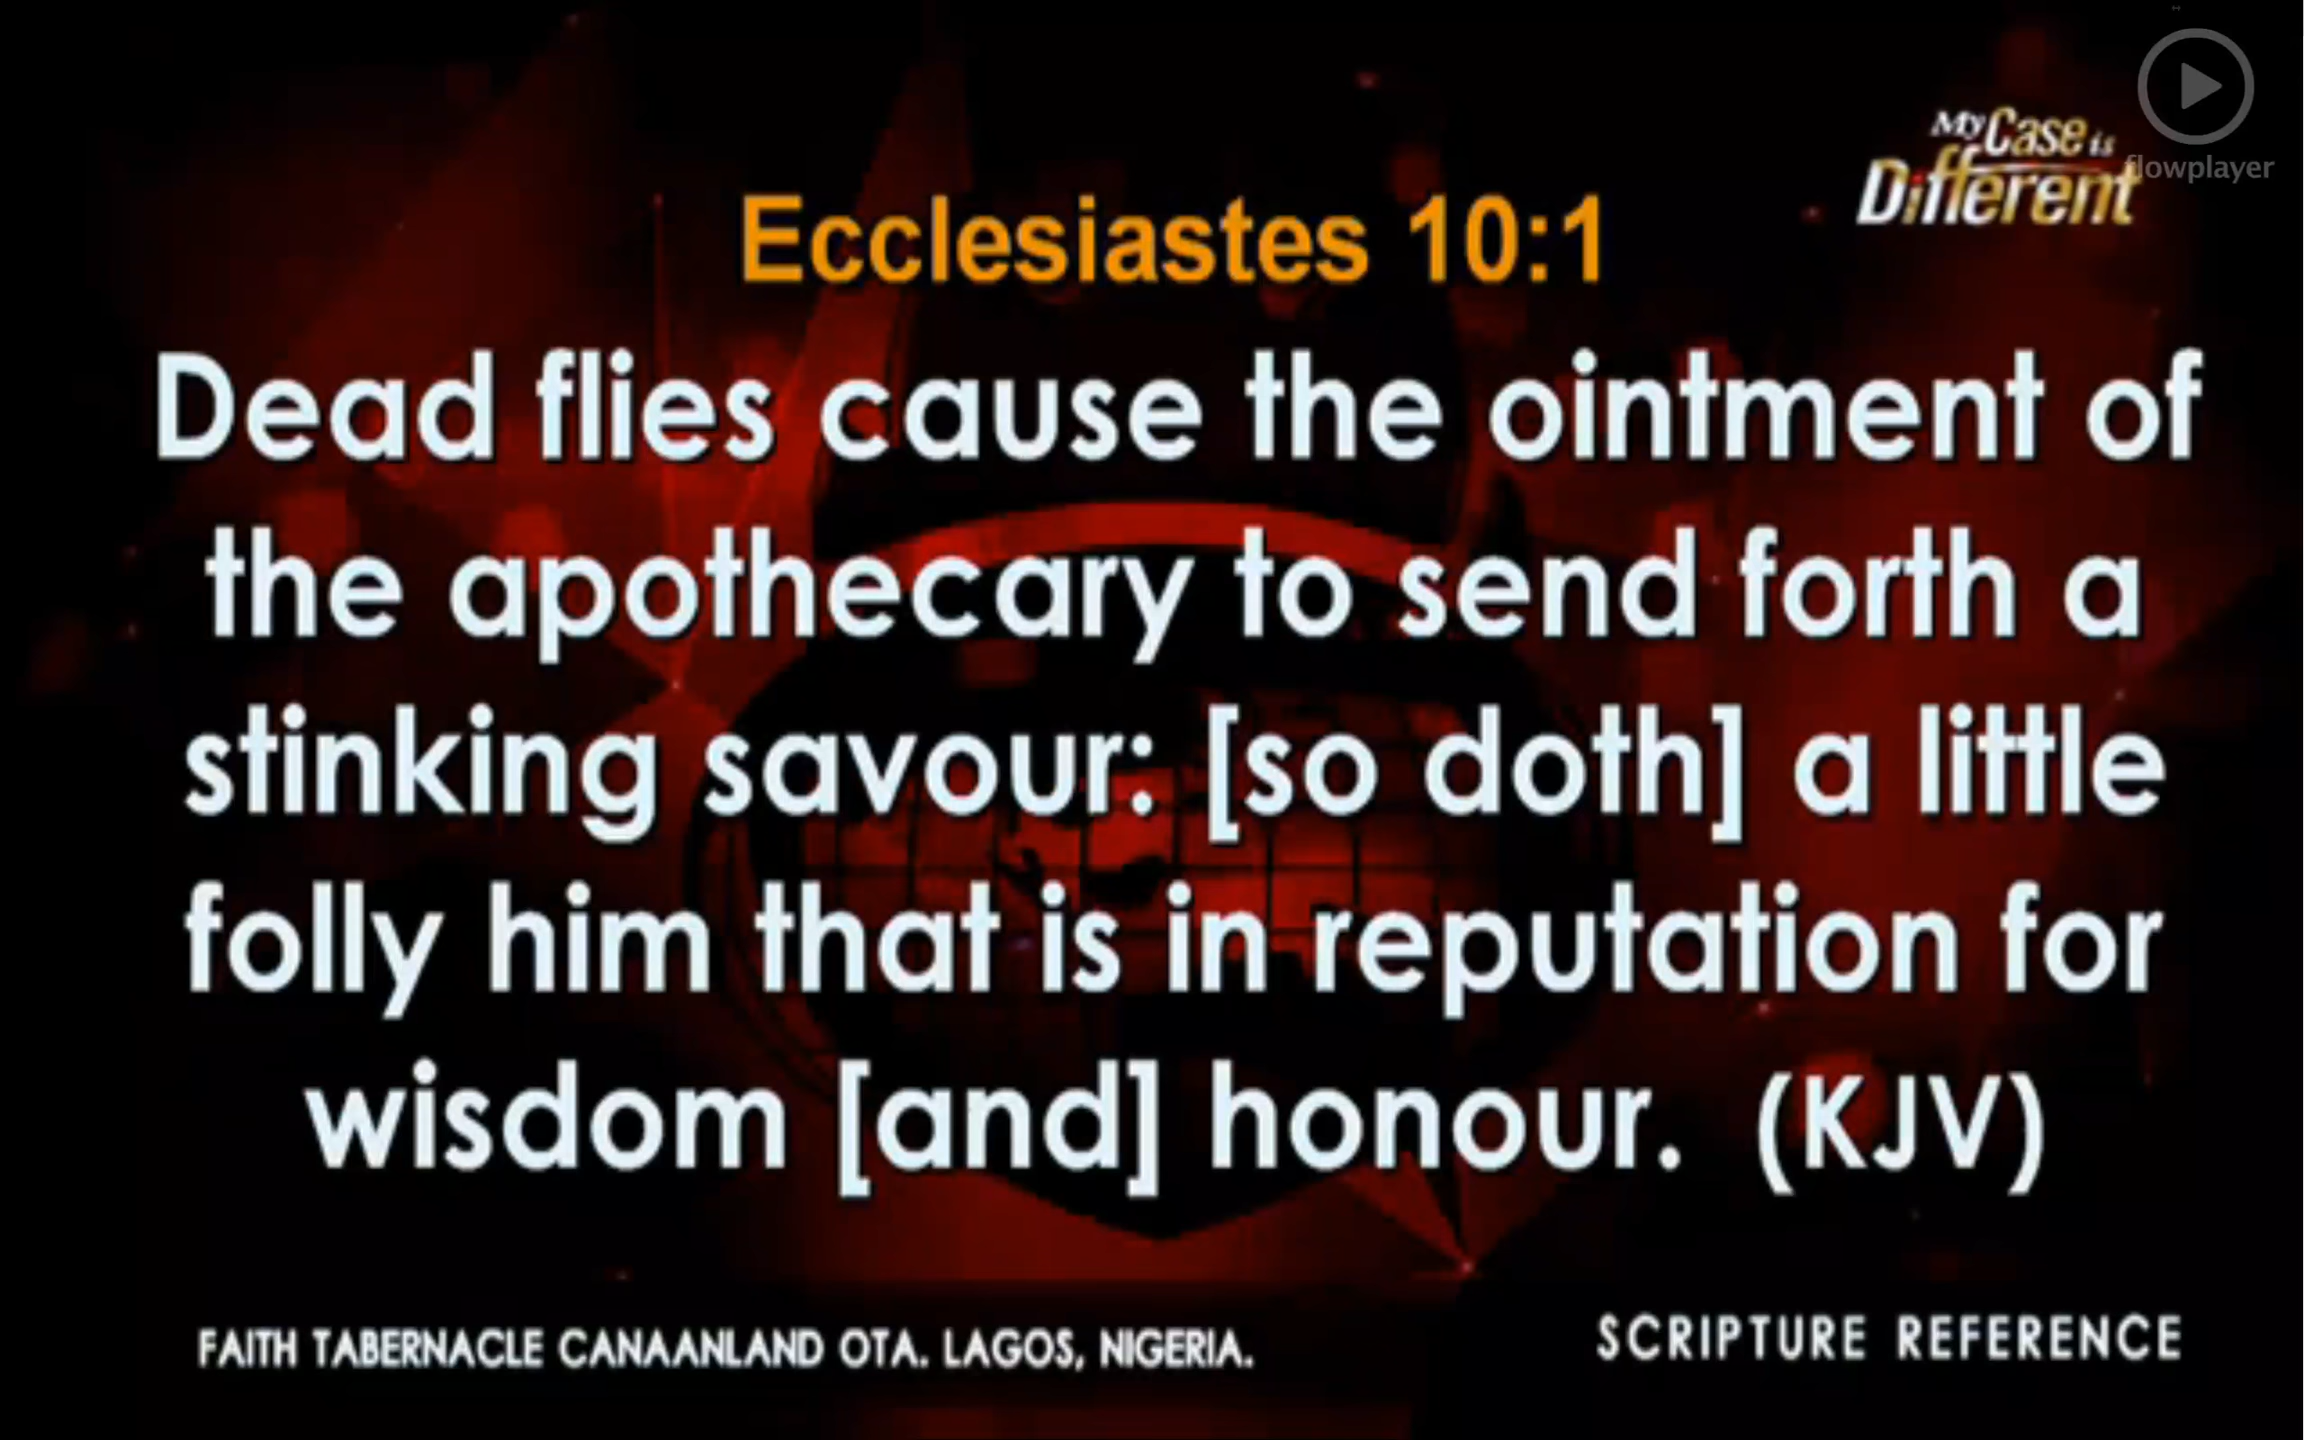 flowplayer
My Case is
Different
Ecclesiastes 10:1
Dead flies cause the ointment of
the apothecary to send forth a
stinking savour: [so doth] a little
folly him that is in reputation for
wisdom [and] honour. (KJV)
FAITH TABERNACLE CANAANLAND OTA. LAGOS, NIGERIA.
SCRIPTURE REFERENCE